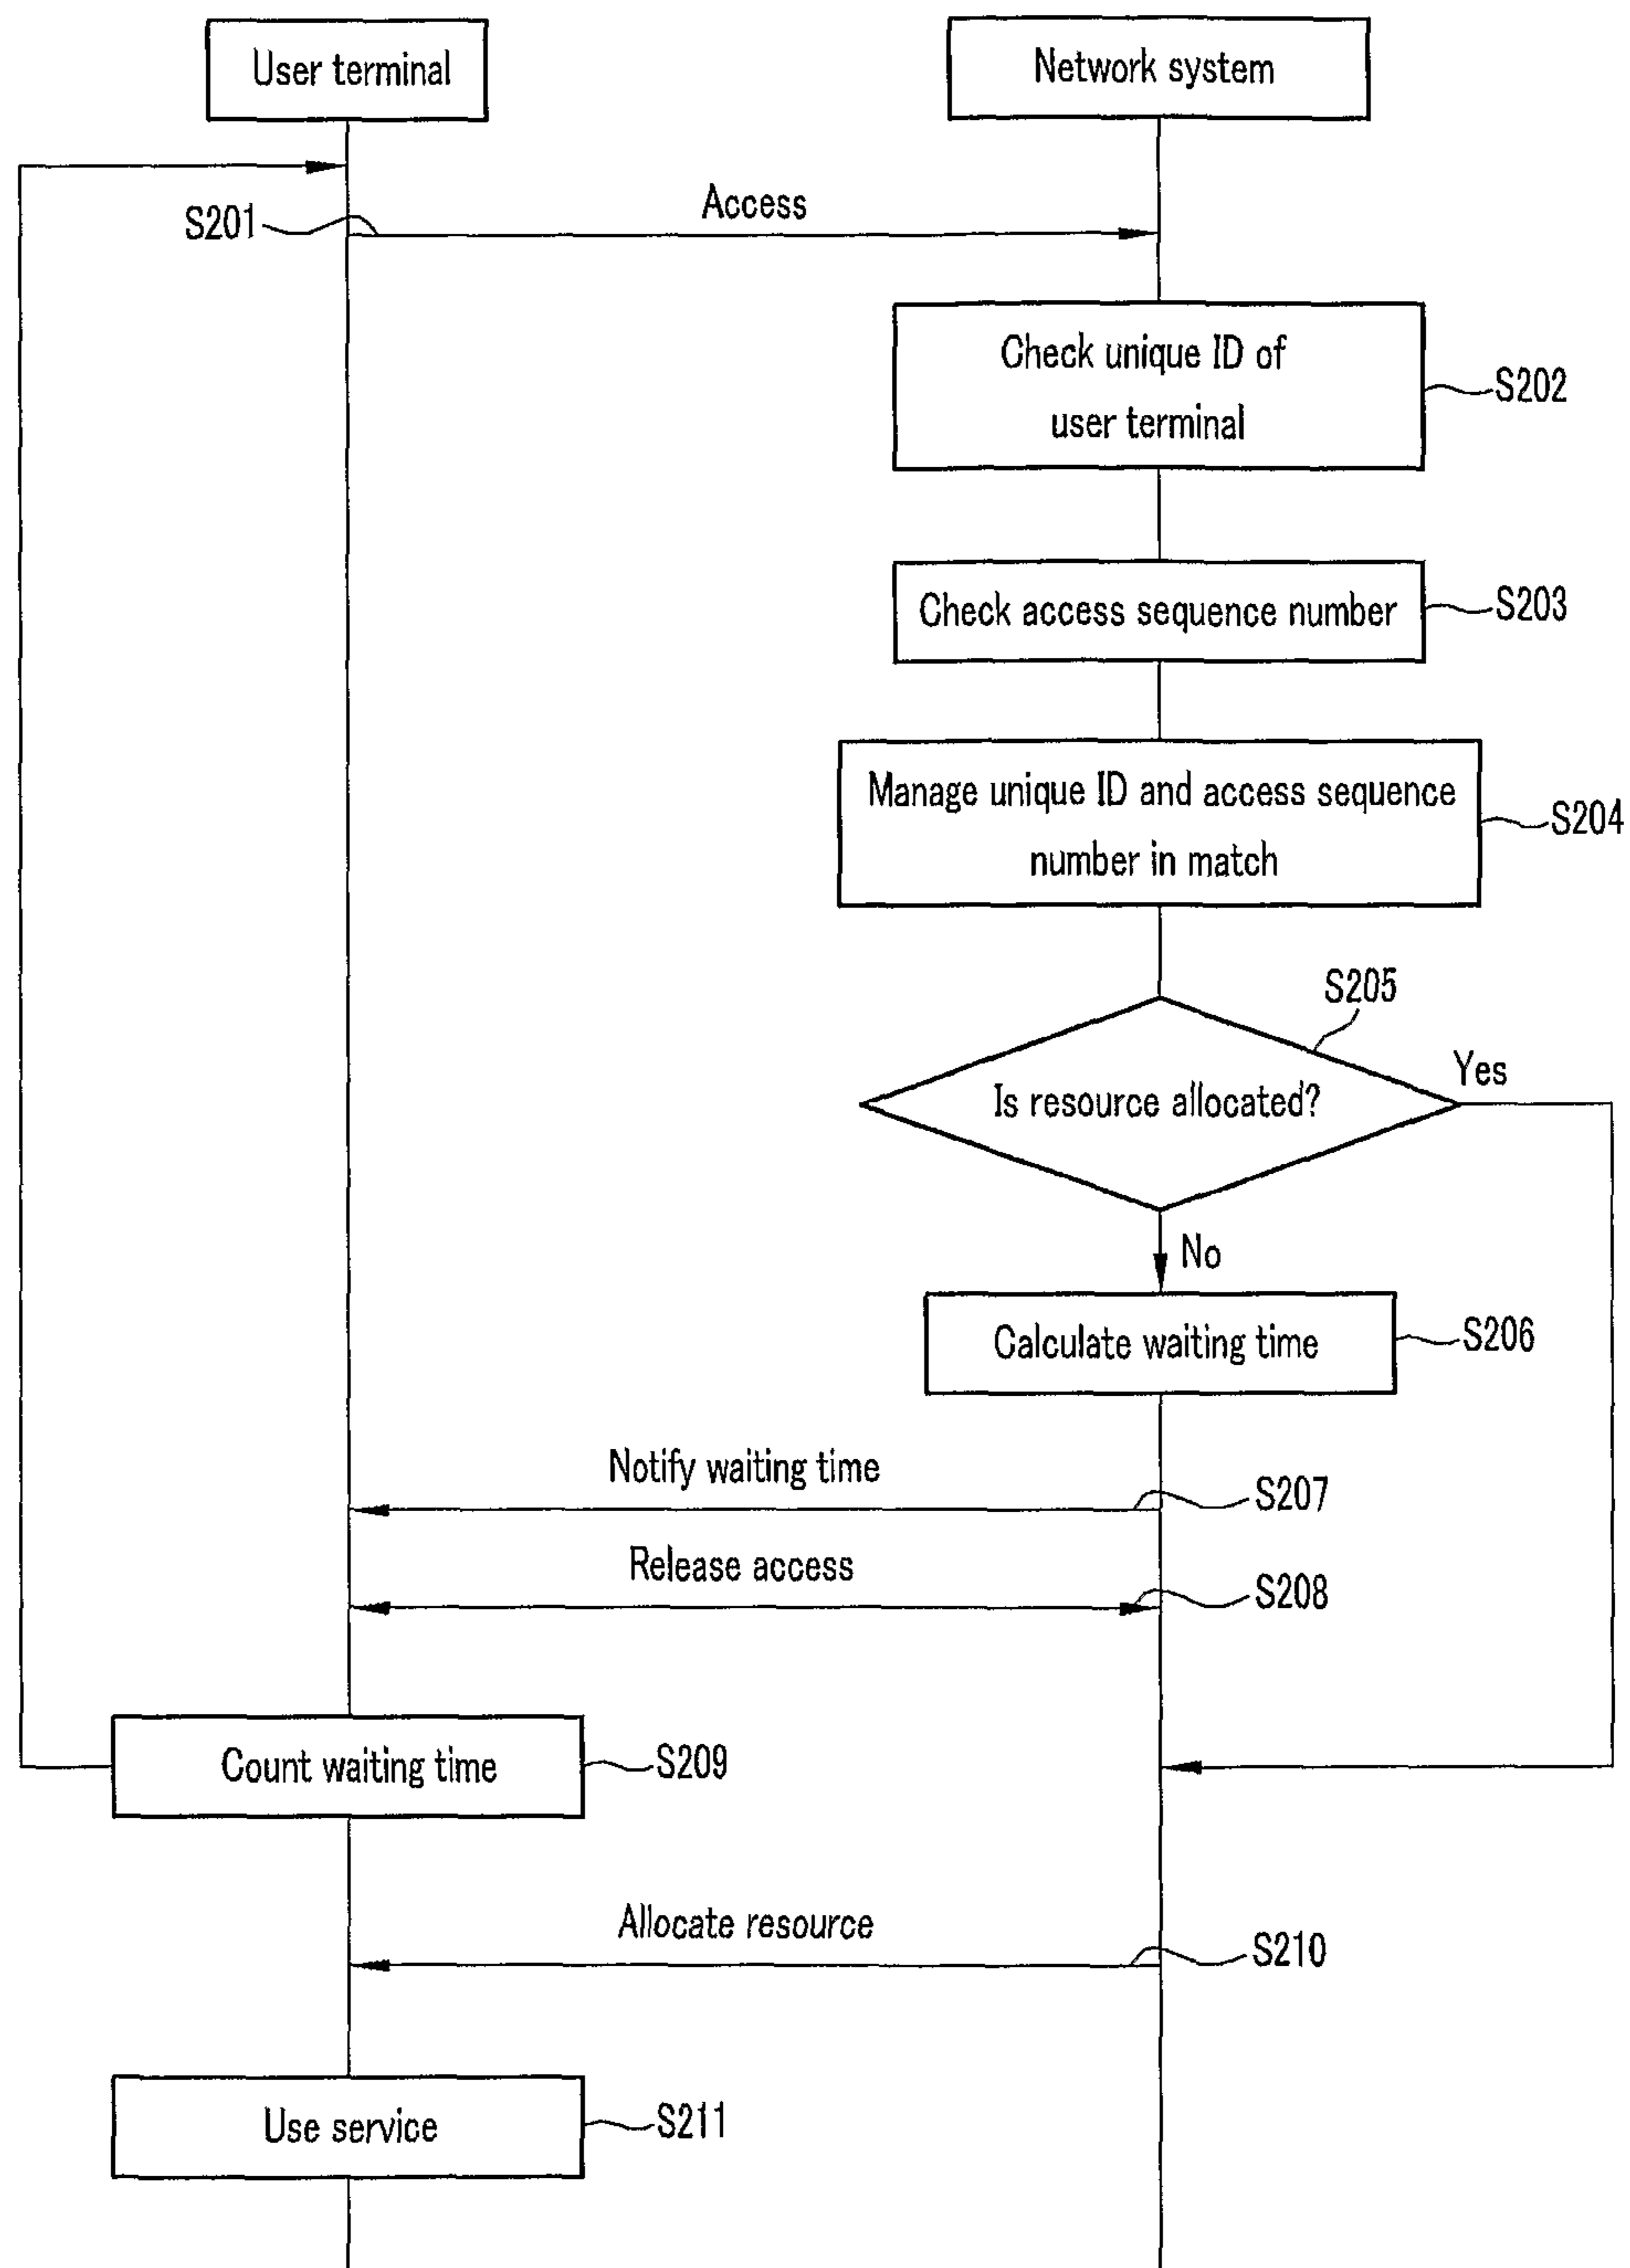 User terminal
Network system
Access
S201
Check unique ID of
user terminal
S202
Check access sequence number
S203
Manage unique ID and access sequence
number in match
S204
S205
Is resource allocated?
Yes
No
Calculate waiting time
S206
Notify waiting time
S207
Release access
S208
Count waiting time
S209
Allocate resource
S210
Use service
S211